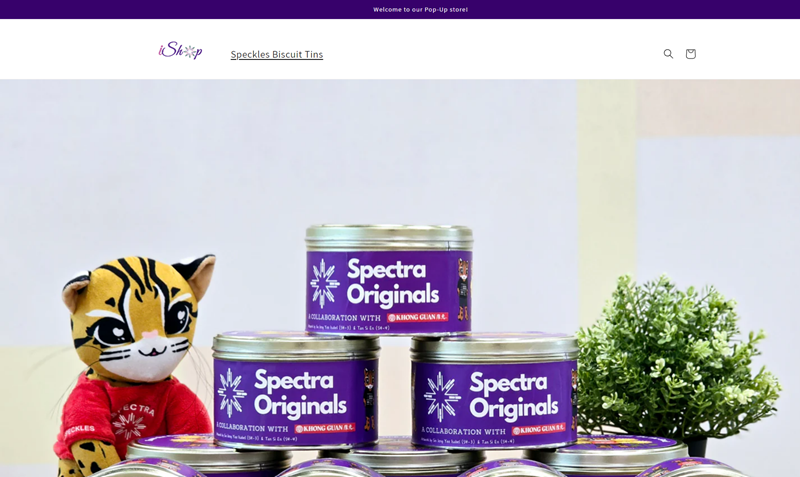 Welcome to our Pop-Up store!
iShop
Speckles Biscuit Tins
Spectra
Originals
A COLLABORATION WITH KHONG GUAN
Spectra
Originals
A COLLABORATION WITH KHONG GUAN
Spectra
Originals
A COLLABORATION WITH KHONG GUAN
SPECTRA
SPECKLES